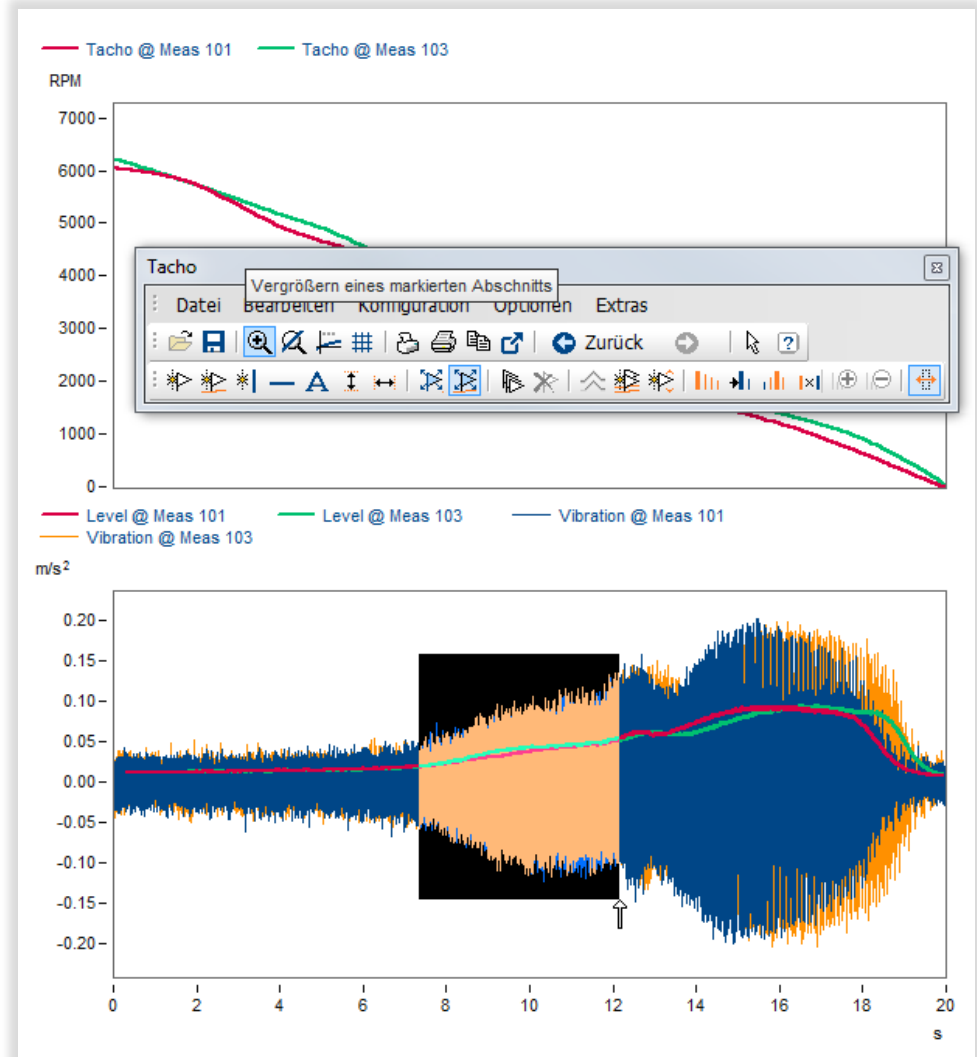 Tacho @ Meas 101 Tacho @ Meas 103
RPM
7000
6000
5000
4000
3000
2000
1000
0
Tacho
Vergrößern eines markierten Abschnitts
Datei Bearbeiten Konfiguration Optionen Extras
Zurück
Level @ Meas 101 Level @ Meas 103 Vibration @ Meas 101
Vibration @ Meas 103
m/s²
0.20
0.15
0.10
0.05
0.00
-0.05
-0.10
-0.15
-0.20
0 2 4 6 8 10 12 14 16 18 20
s